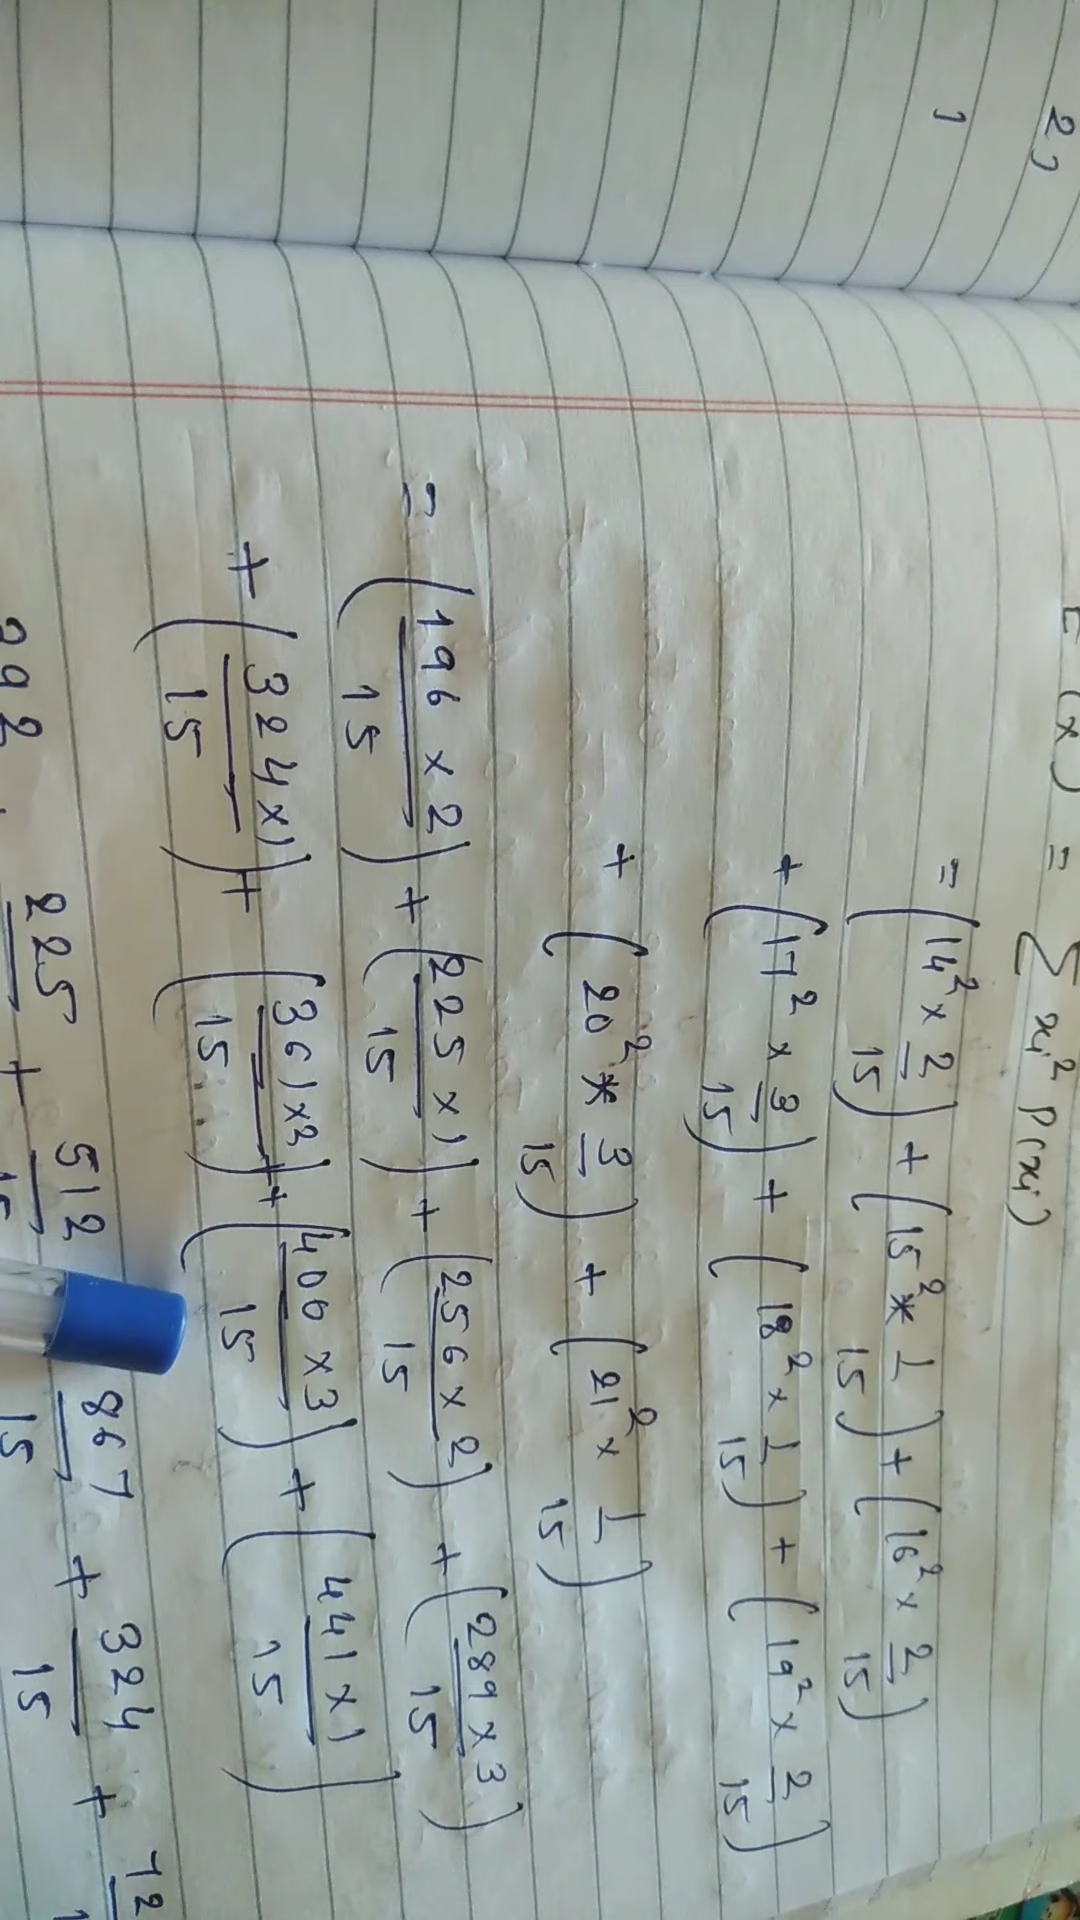 2)
1
E(x) = ∑ xi² P(xi)
= (14² × 2/15) + (15² * 1/15) + (16² × 2/15)
+ (17² × 3/15) + (18² × 1/15) + (19² × 2/15)
+ (20² * 3/15) + (21² × 1/15)
= (196 × 2/15) + (225 × 1/15) + (256 × 2/15) + (289 × 3/15)
+ (324 × 1/15) + (361 × 2/15) + (400 × 3/15) + (441 × 1/15)
392 225 + 512/15 867/15 + 324/15 + 72